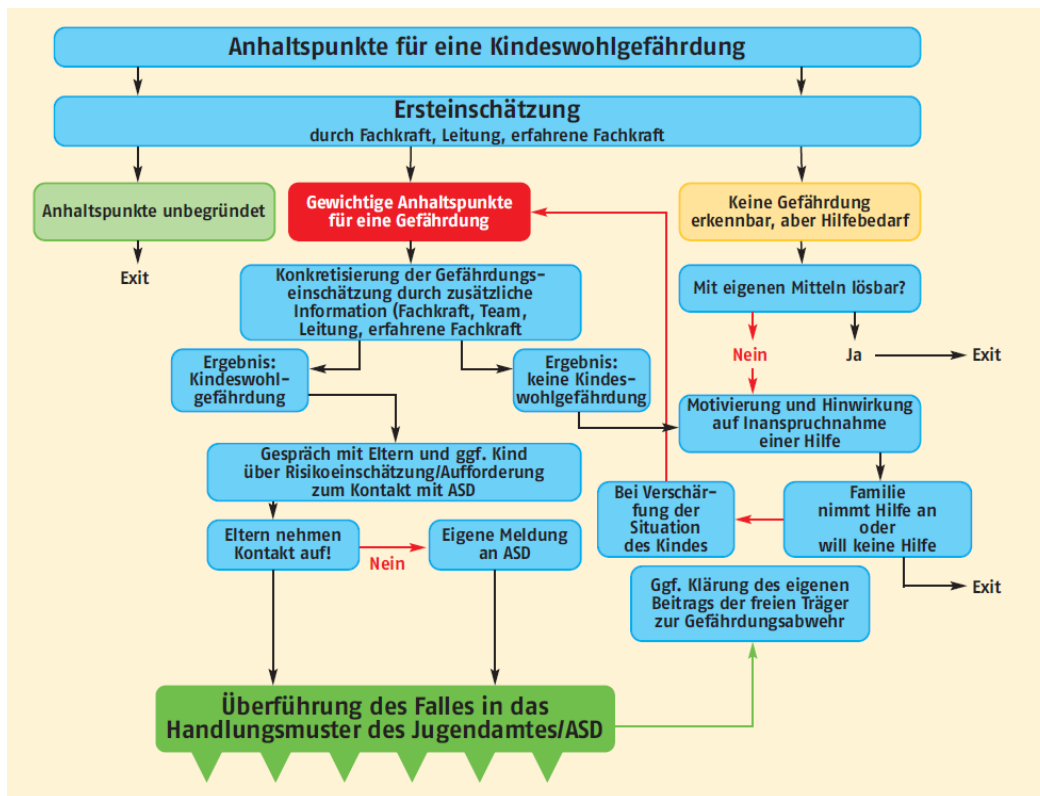 Anhaltspunkte für eine Kindeswohlgefährdung
Ersteinschätzung
durch Fachkraft, Leitung, erfahrene Fachkraft
Anhaltspunkte unbegründet
Exit
Gewichtige Anhaltspunkte
für eine Gefährdung
Keine Gefährdung
erkennbar, aber Hilfebedarf
Konkretisierung der Gefährdungs-
einschätzung durch zusätzliche
Information (Fachkraft, Team,
Leitung, erfahrene Fachkraft
Mit eigenen Mitteln lösbar?
Nein
Ja
Exit
Ergebnis:
Kindeswohl-
gefährdung
Ergebnis:
keine Kindes-
wohlgefährdung
Motivierung und Hinwirkung
auf Inanspruchnahme
einer Hilfe
Gespräch mit Eltern und ggf. Kind
über Risikoeinschätzung/Aufforderung
zum Kontakt mit ASD
Bei Verschär-
fung der
Situation
des Kindes
Familie
nimmt Hilfe an
oder
will keine Hilfe
Eltern nehmen
Kontakt auf!
Nein
Eigene Meldung
an ASD
Exit
Ggf. Klärung des eigenen
Beitrags der freien Träger
zur Gefährdungsabwehr
Überführung des Falles in das
Handlungsmuster des Jugendamtes/ASD